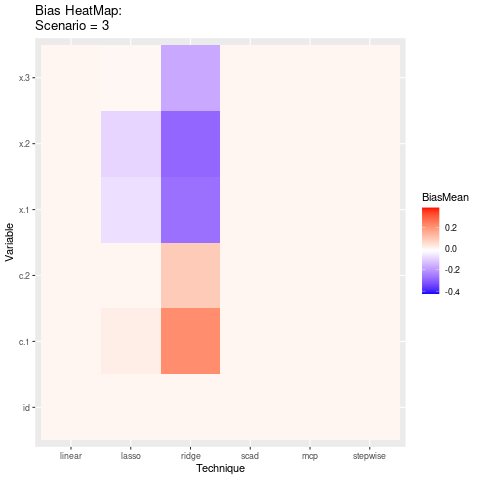 Bias HeatMap:
Scenario = 3
x.3
x.2
x.1
c.2
c.1
id
Variable
linear lasso ridge scad mcp stepwise
Technique
BiasMean
0.2
0.0
-0.2
-0.4